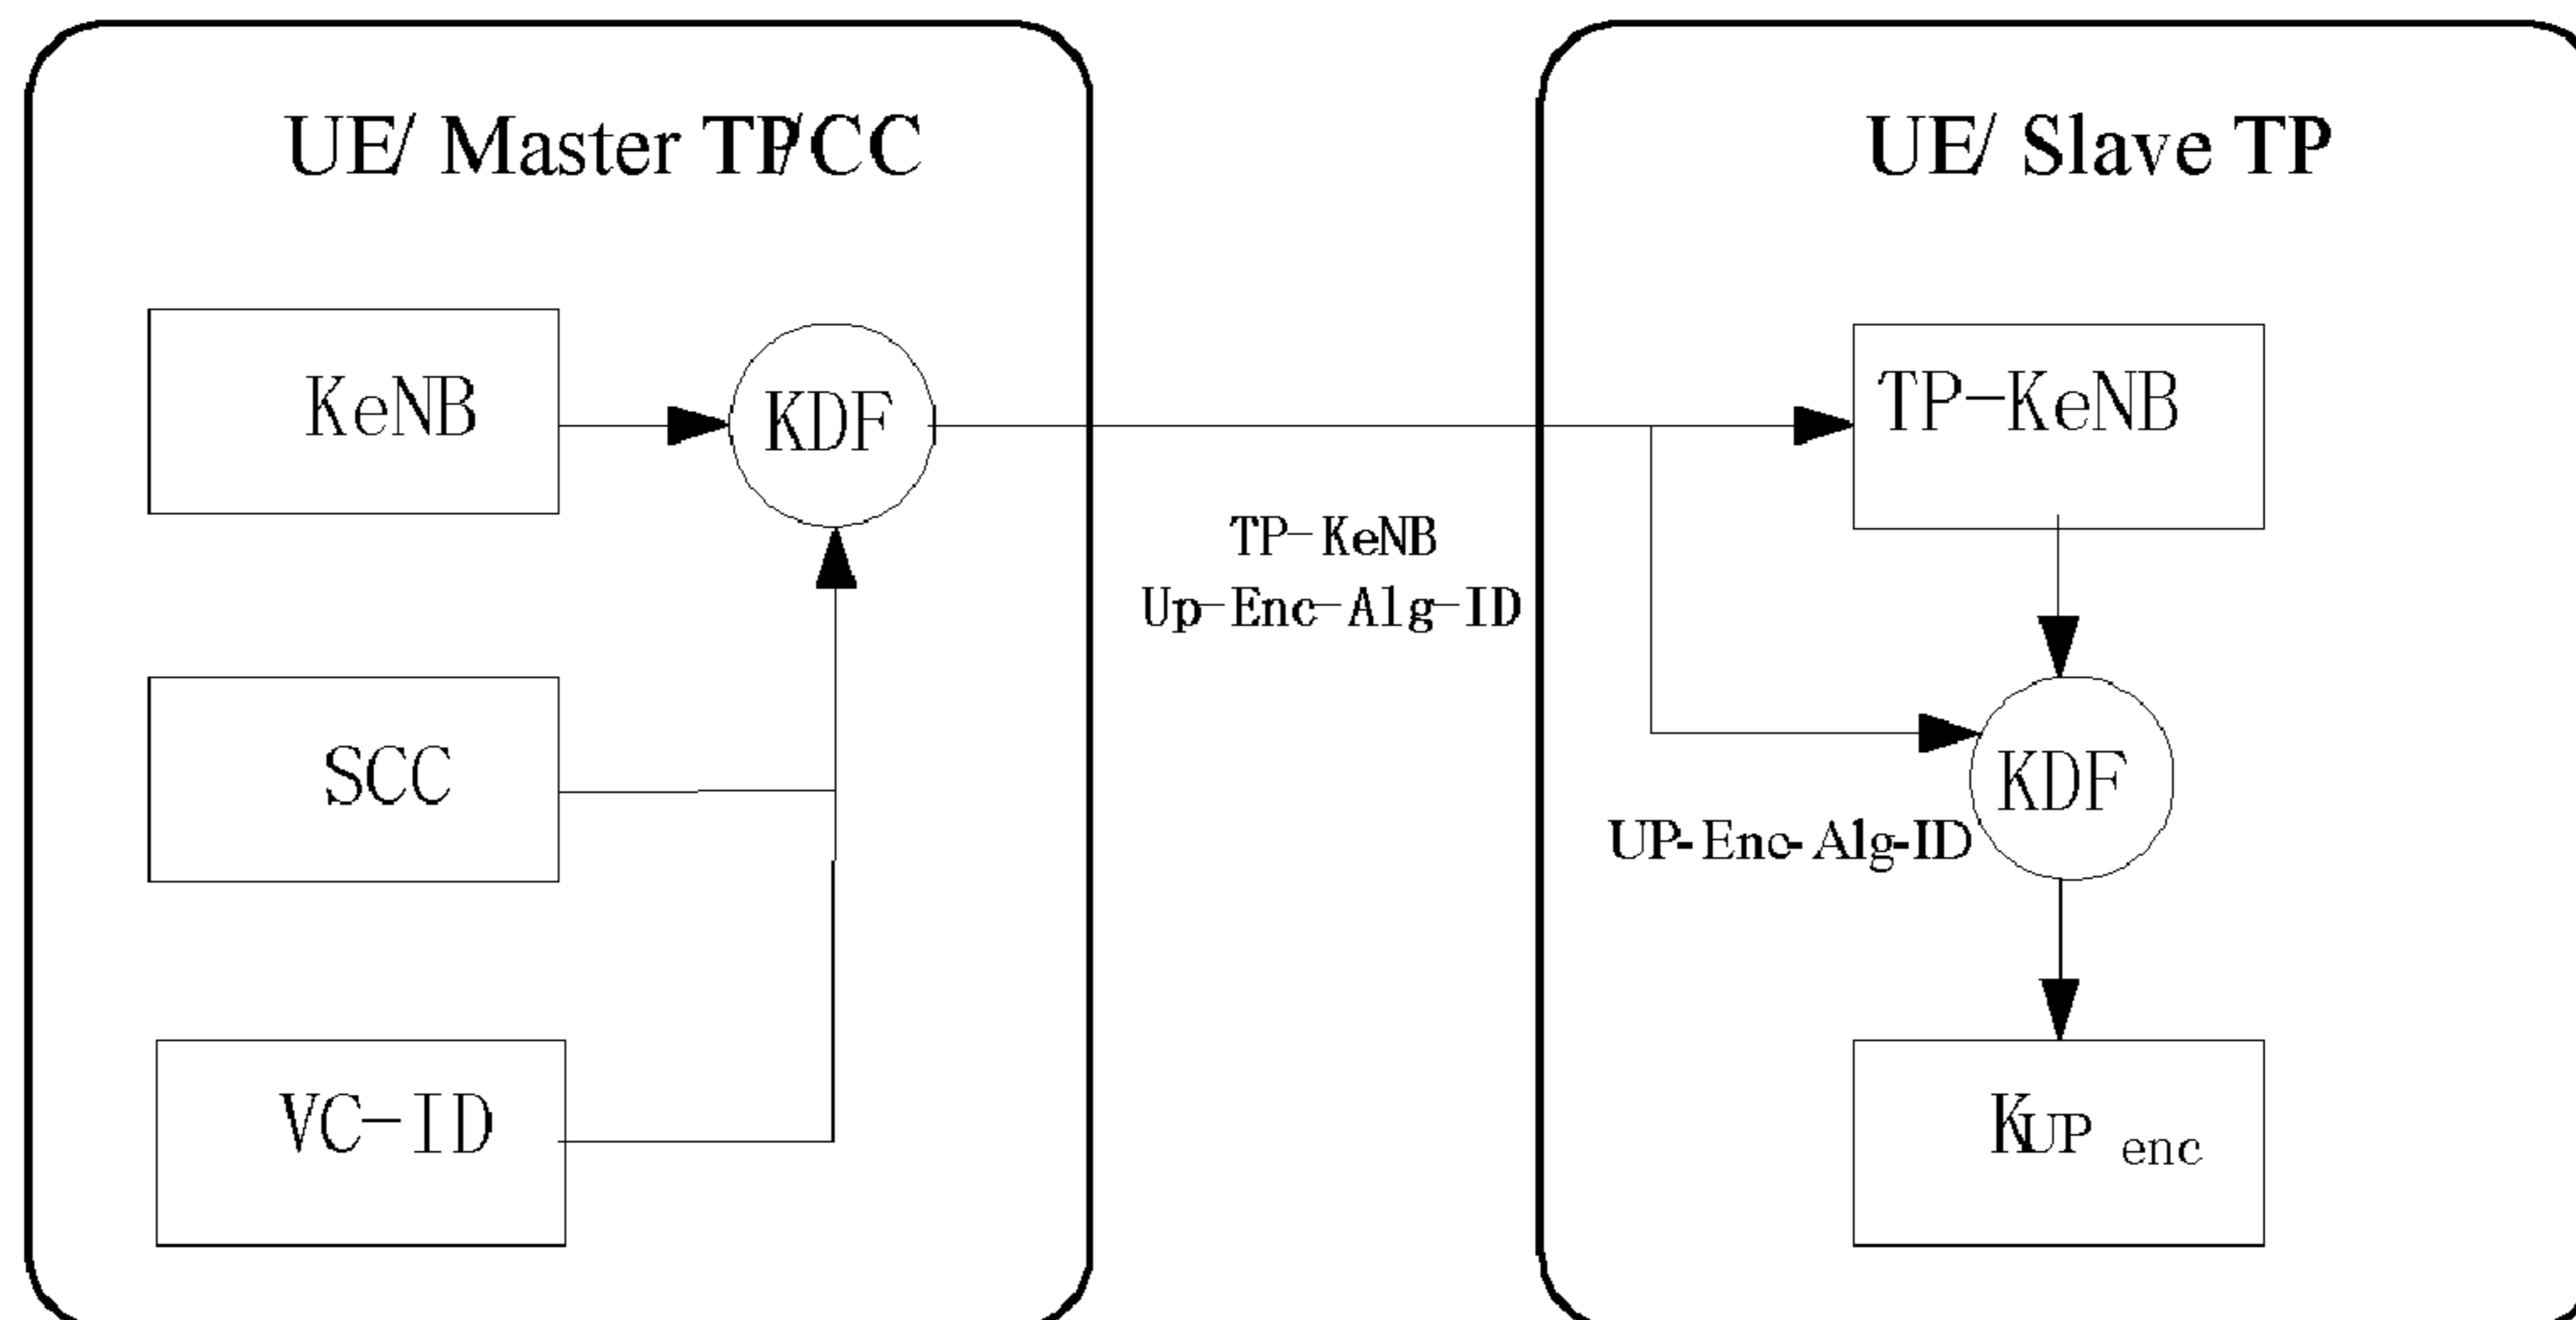 UE/ Master TP/CC
KeNB
KDF
SCC
VC-ID
TP-KeNB
Up-Enc-Alg-ID
UE/ Slave TP
TP-KeNB
KDF
UP-Enc-Alg-ID
KUP enc